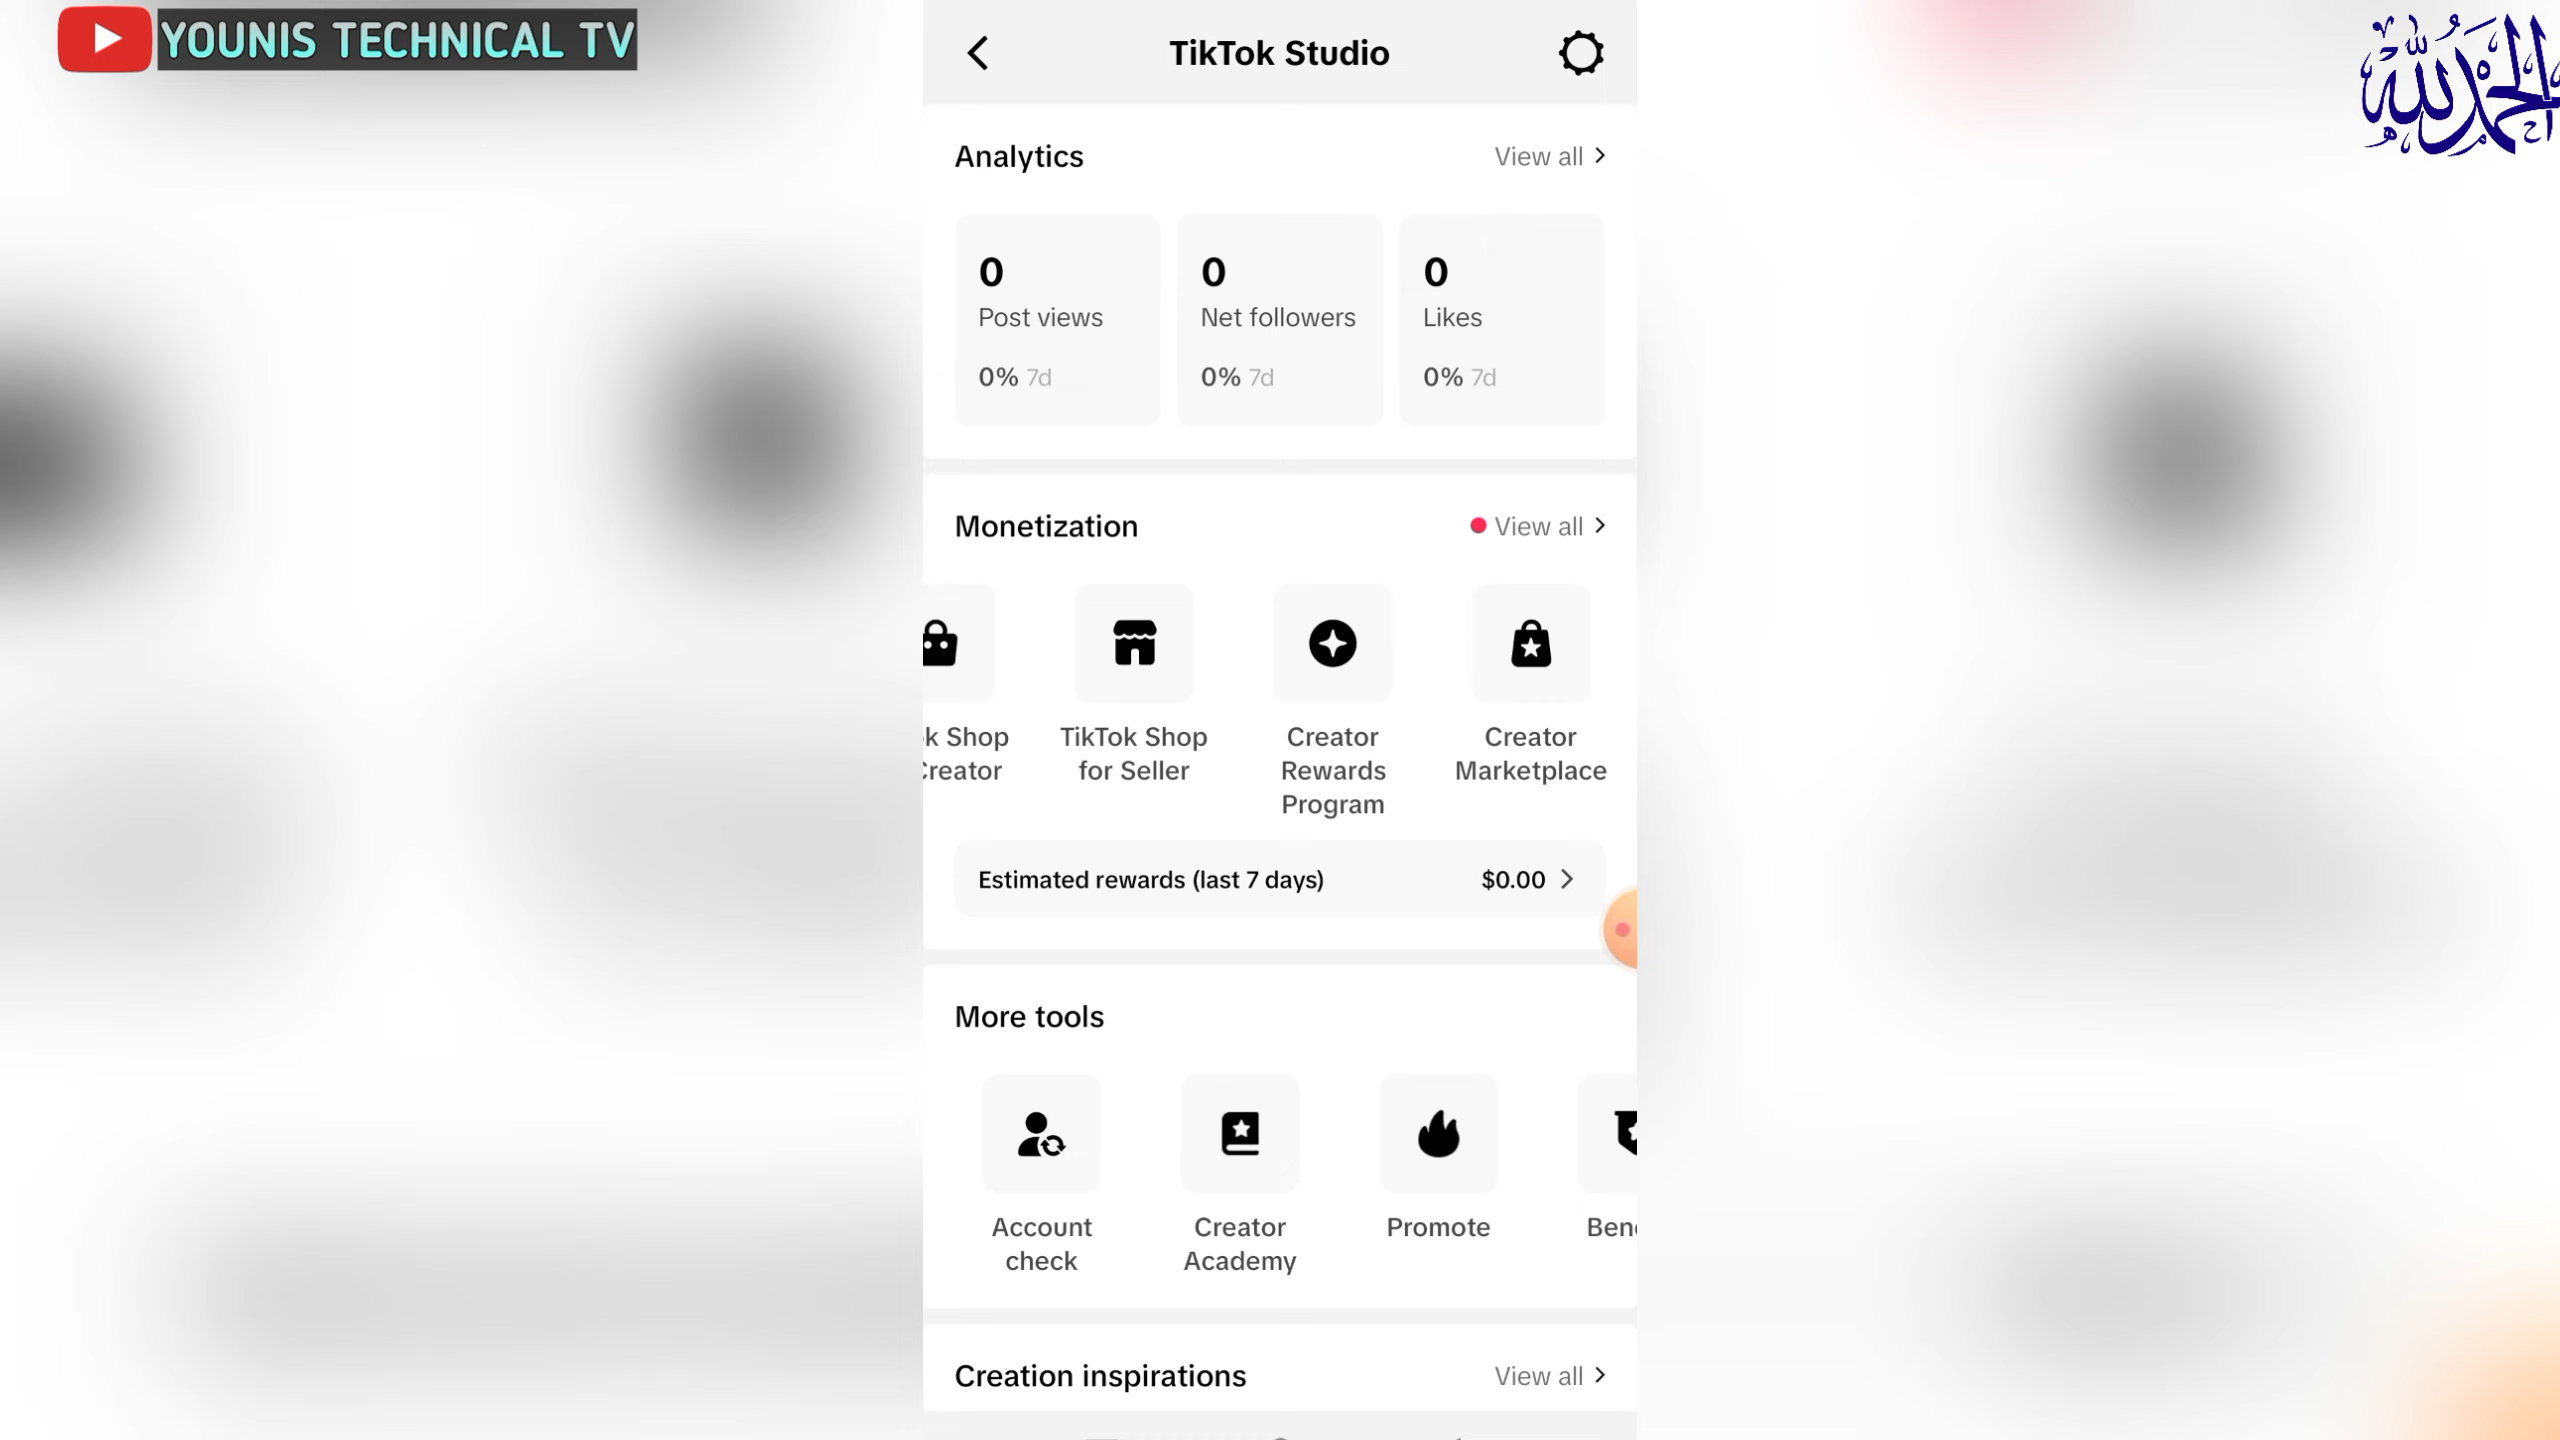 YOUNIS TECHNICAL TV
الحمد لله
TikTok Studio
Analytics
View all
0
Post views
0% 7d
0
Net followers
0% 7d
0
Likes
0% 7d
Monetization
View all
k Shop
Creator
TikTok Shop
for Seller
Creator
Rewards
Program
Creator
Marketplace
Estimated rewards (last 7 days)
$0.00
More tools
Account
check
Creator
Academy
Promote
Ben
Creation inspirations
View all